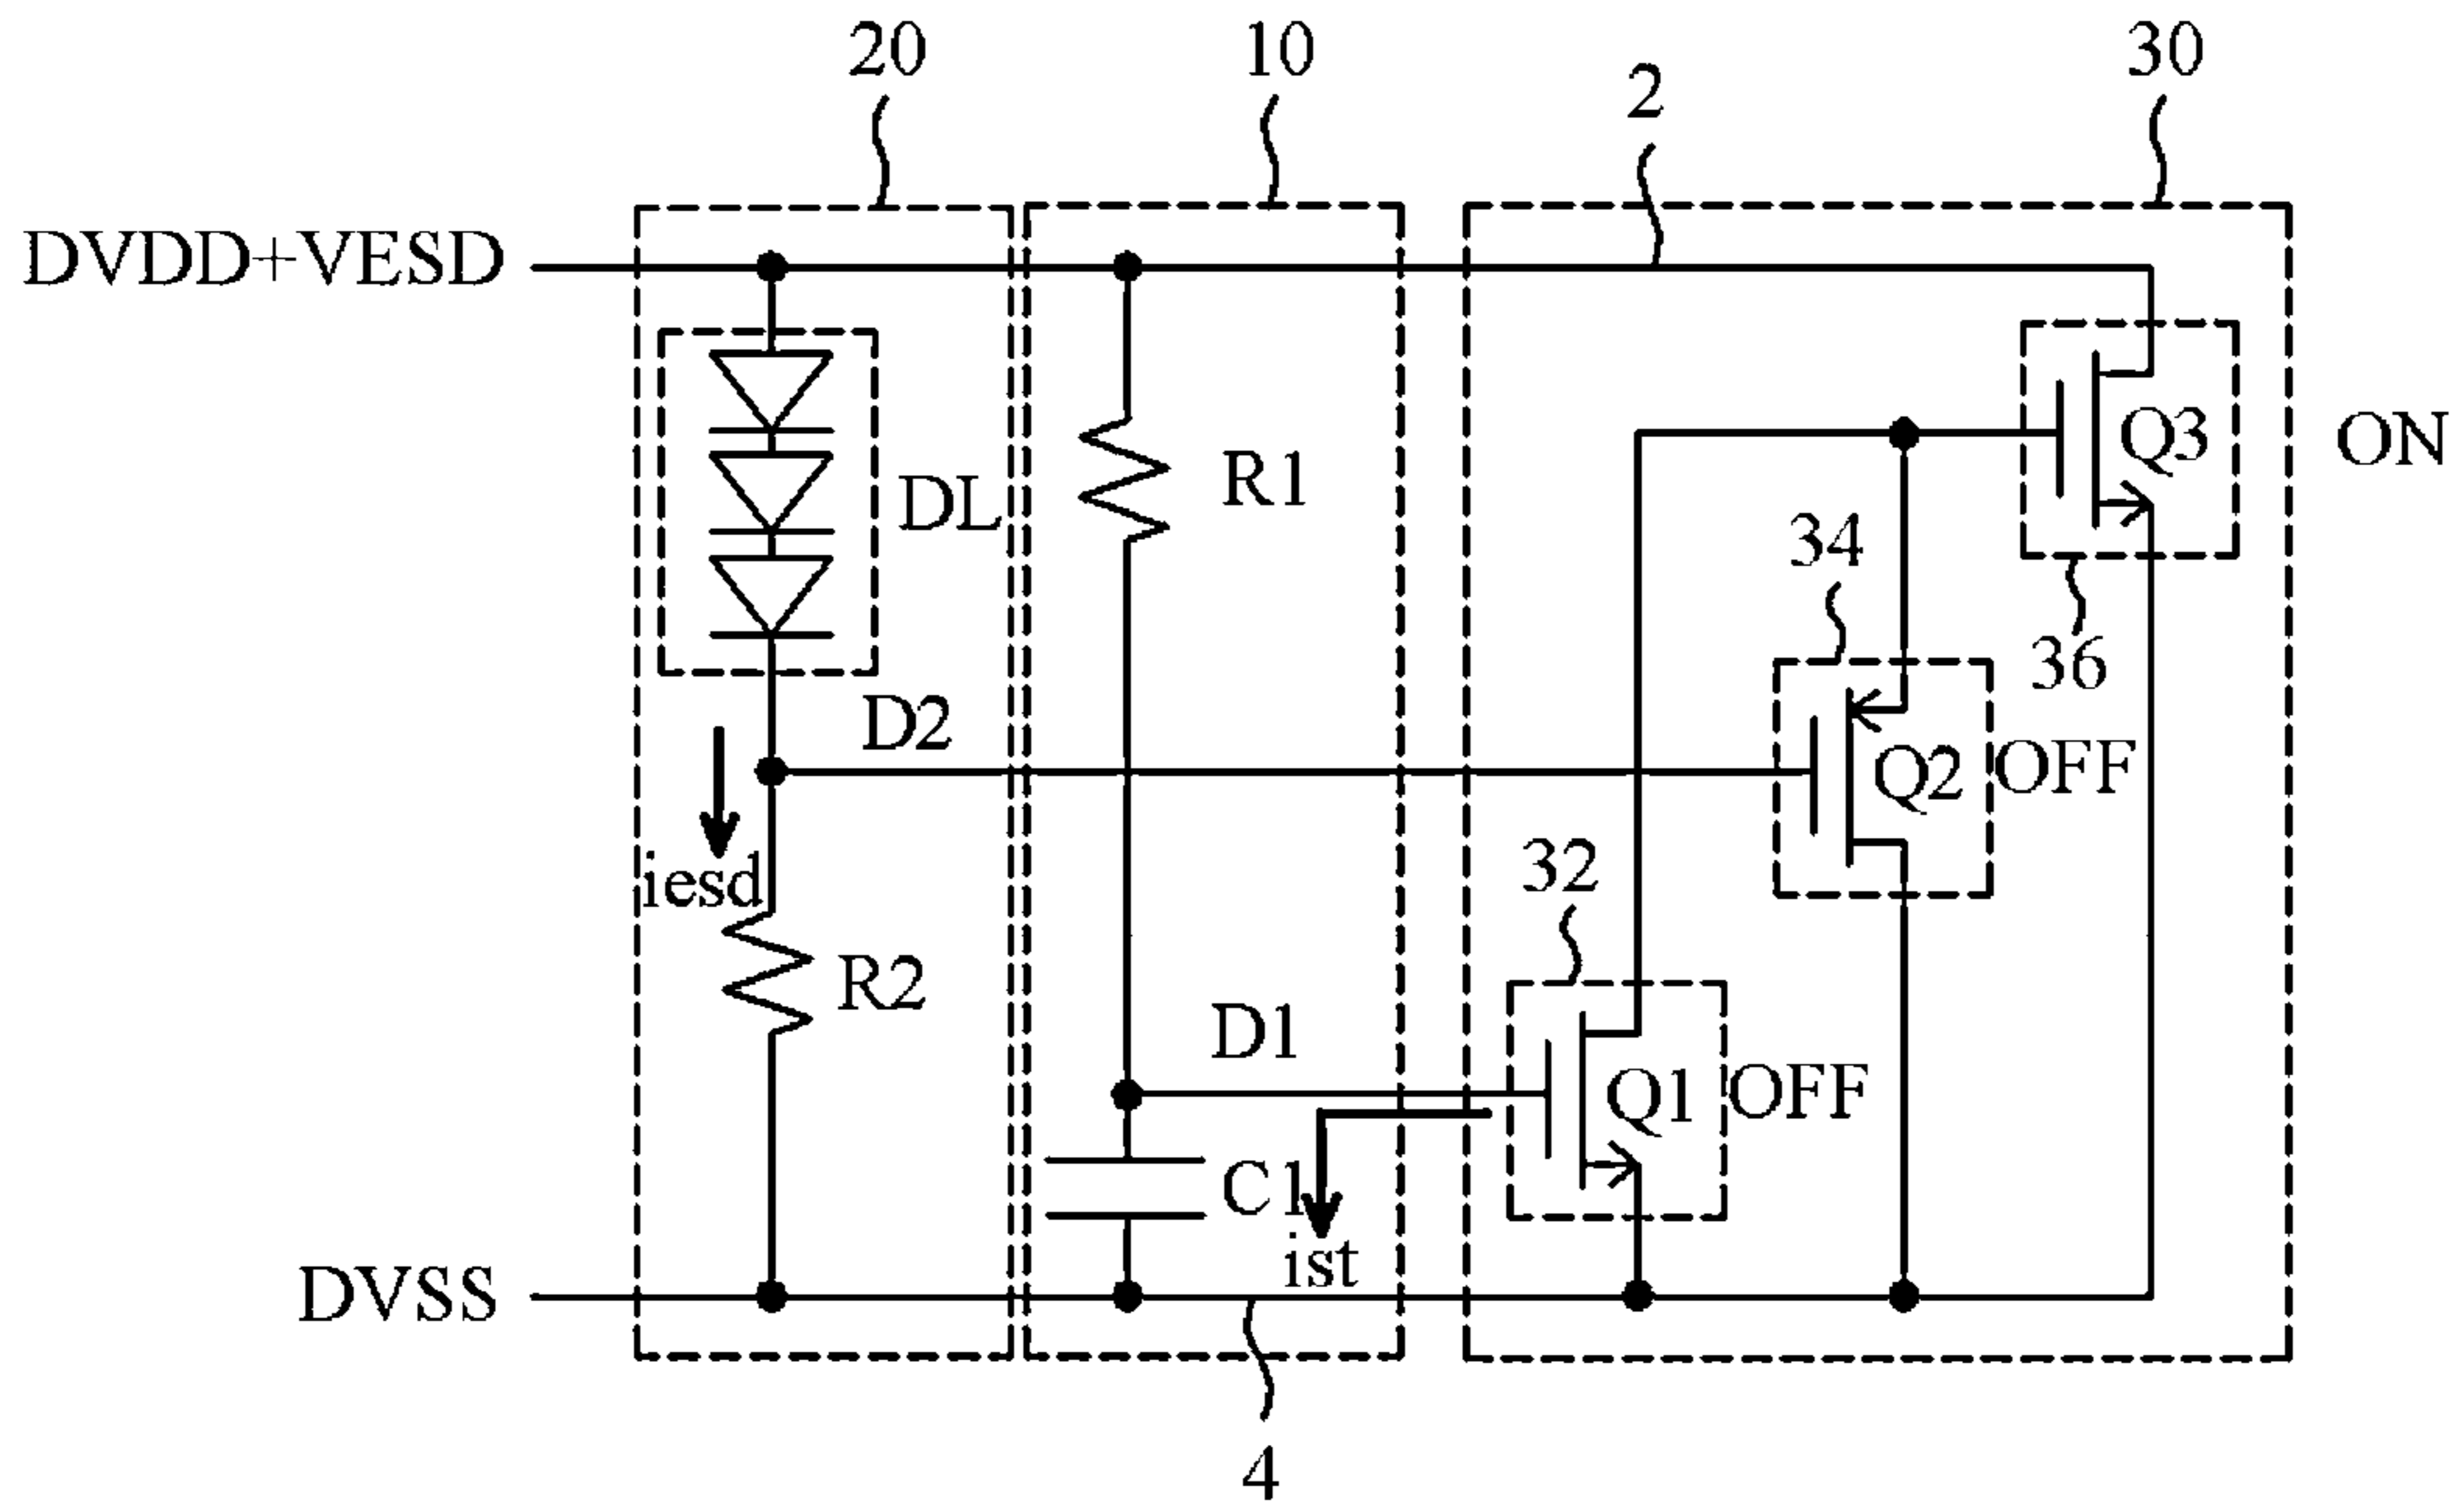 20
10
2
30
DVDD+VESD
DL
R1
Q3
ON
34
36
D2
Q2
OFF
iesd
32
R2
D1
Q1
OFF
C1
ist
DVSS
4